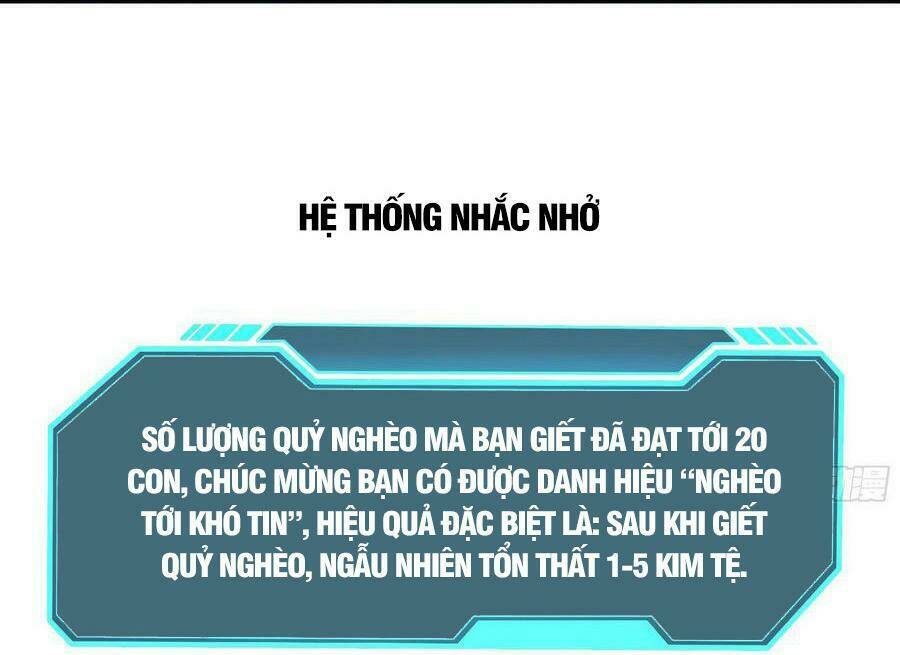 HỆ THỐNG NHẮC NHỞ
SỐ LƯỢNG QUỶ NGHÈO MÀ BẠN GIẾT ĐÃ ĐẠT TỚI 20
CON, CHÚC MỪNG BẠN CÓ ĐƯỢC DANH HIỆU “NGHÈO
TỚI KHÓ TIN”, HIỆU QUẢ ĐẶC BIỆT LÀ: SAU KHI GIẾT
QUỶ NGHÈO, NGẪU NHIÊN TỔN THẤT 1-5 KIM TỆ.
动漫